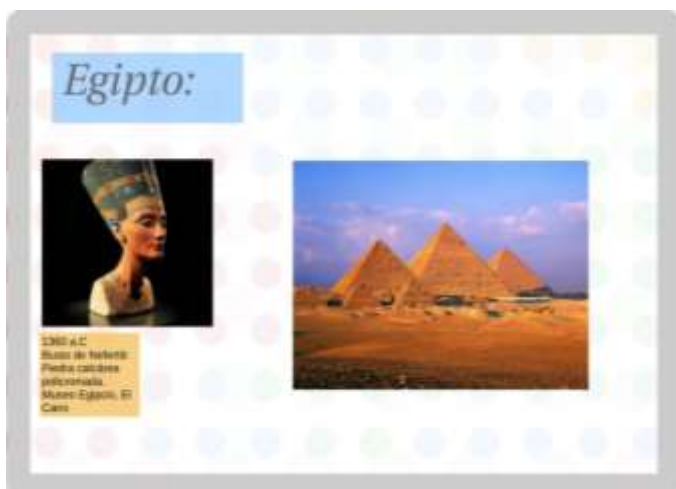 Egipto:
1360 a.C
Busto de Nefertiti
Piedra calcárea
policromada.
Museo Egipcio, El
Cairo